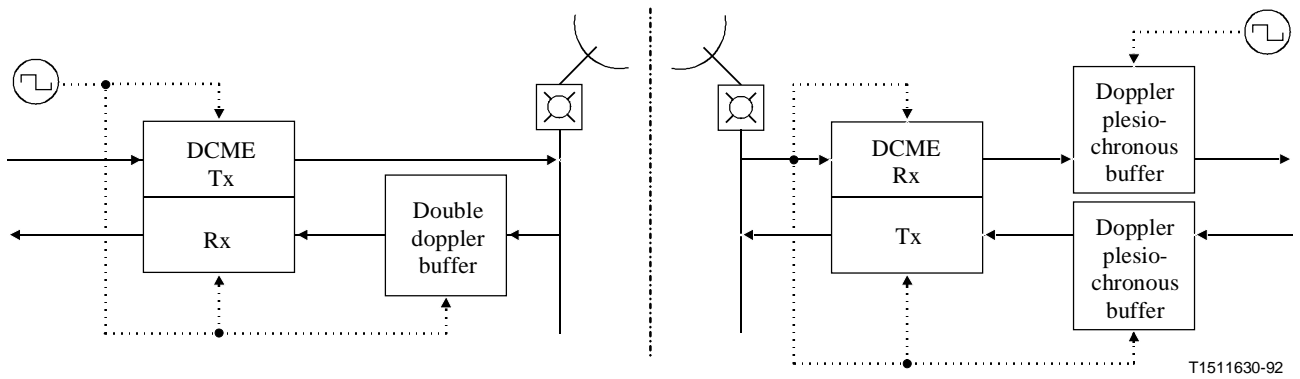 DCME
Tx
Rx
Double
doppler
buffer
DCME
Rx
Tx
Doppler
plesio-
chronous
buffer
Doppler
plesio-
chronous
buffer
T1511630-92